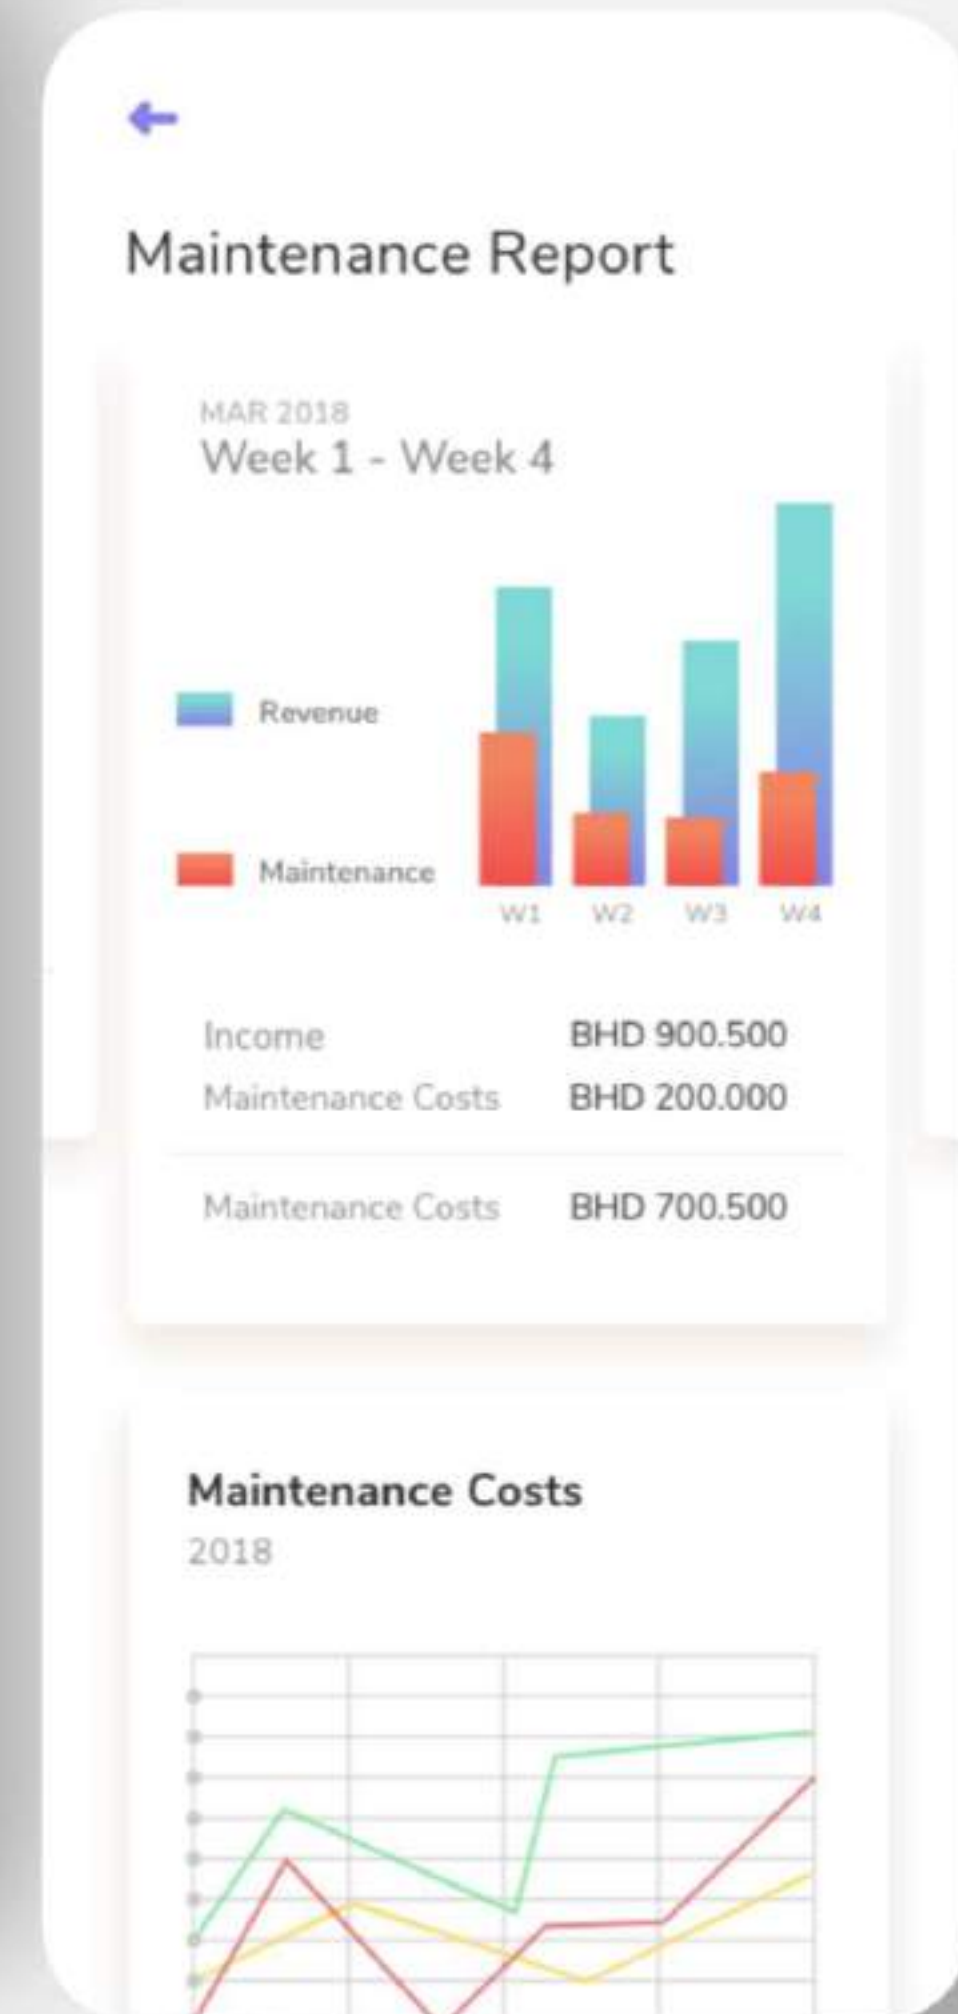 Maintenance Report
MAR 2018
Week 1 - Week 4
Revenue
Maintenance
W1 W2 W3 W4
Income BHD 900.500
Maintenance Costs BHD 200.000
Maintenance Costs BHD 700.500
Maintenance Costs
2018